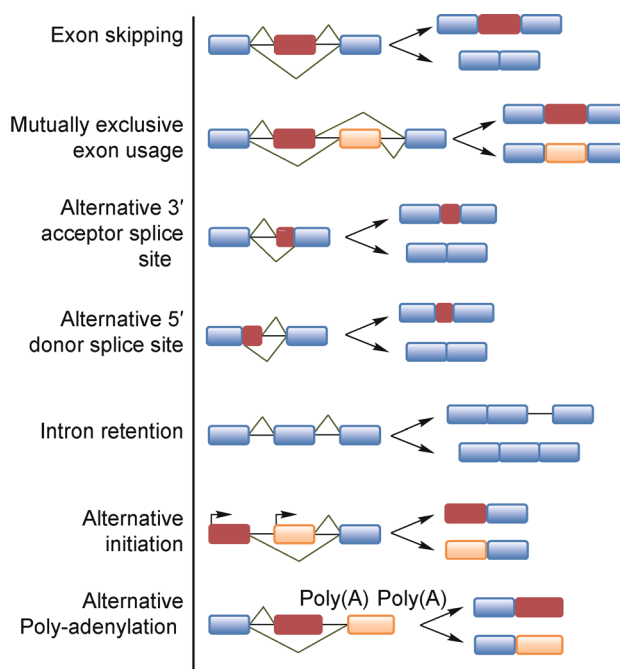 Exon skipping
Mutually exclusive
exon usage
Alternative 3′
acceptor splice
site
Alternative 5′
donor splice site
Intron retention
Alternative
initiation
Alternative
Poly-adenylation
Poly(A) Poly(A)